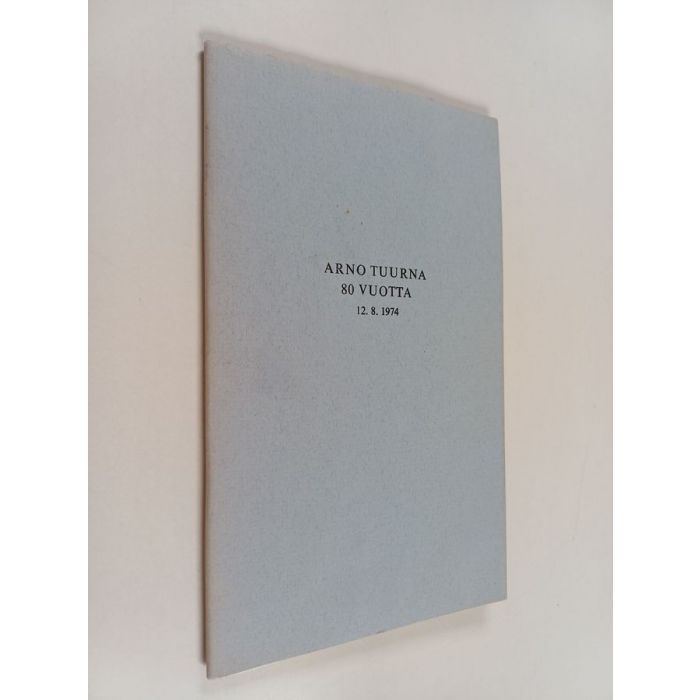 ARNO TUURNA
80 VUOTTA
12. 8. 1974